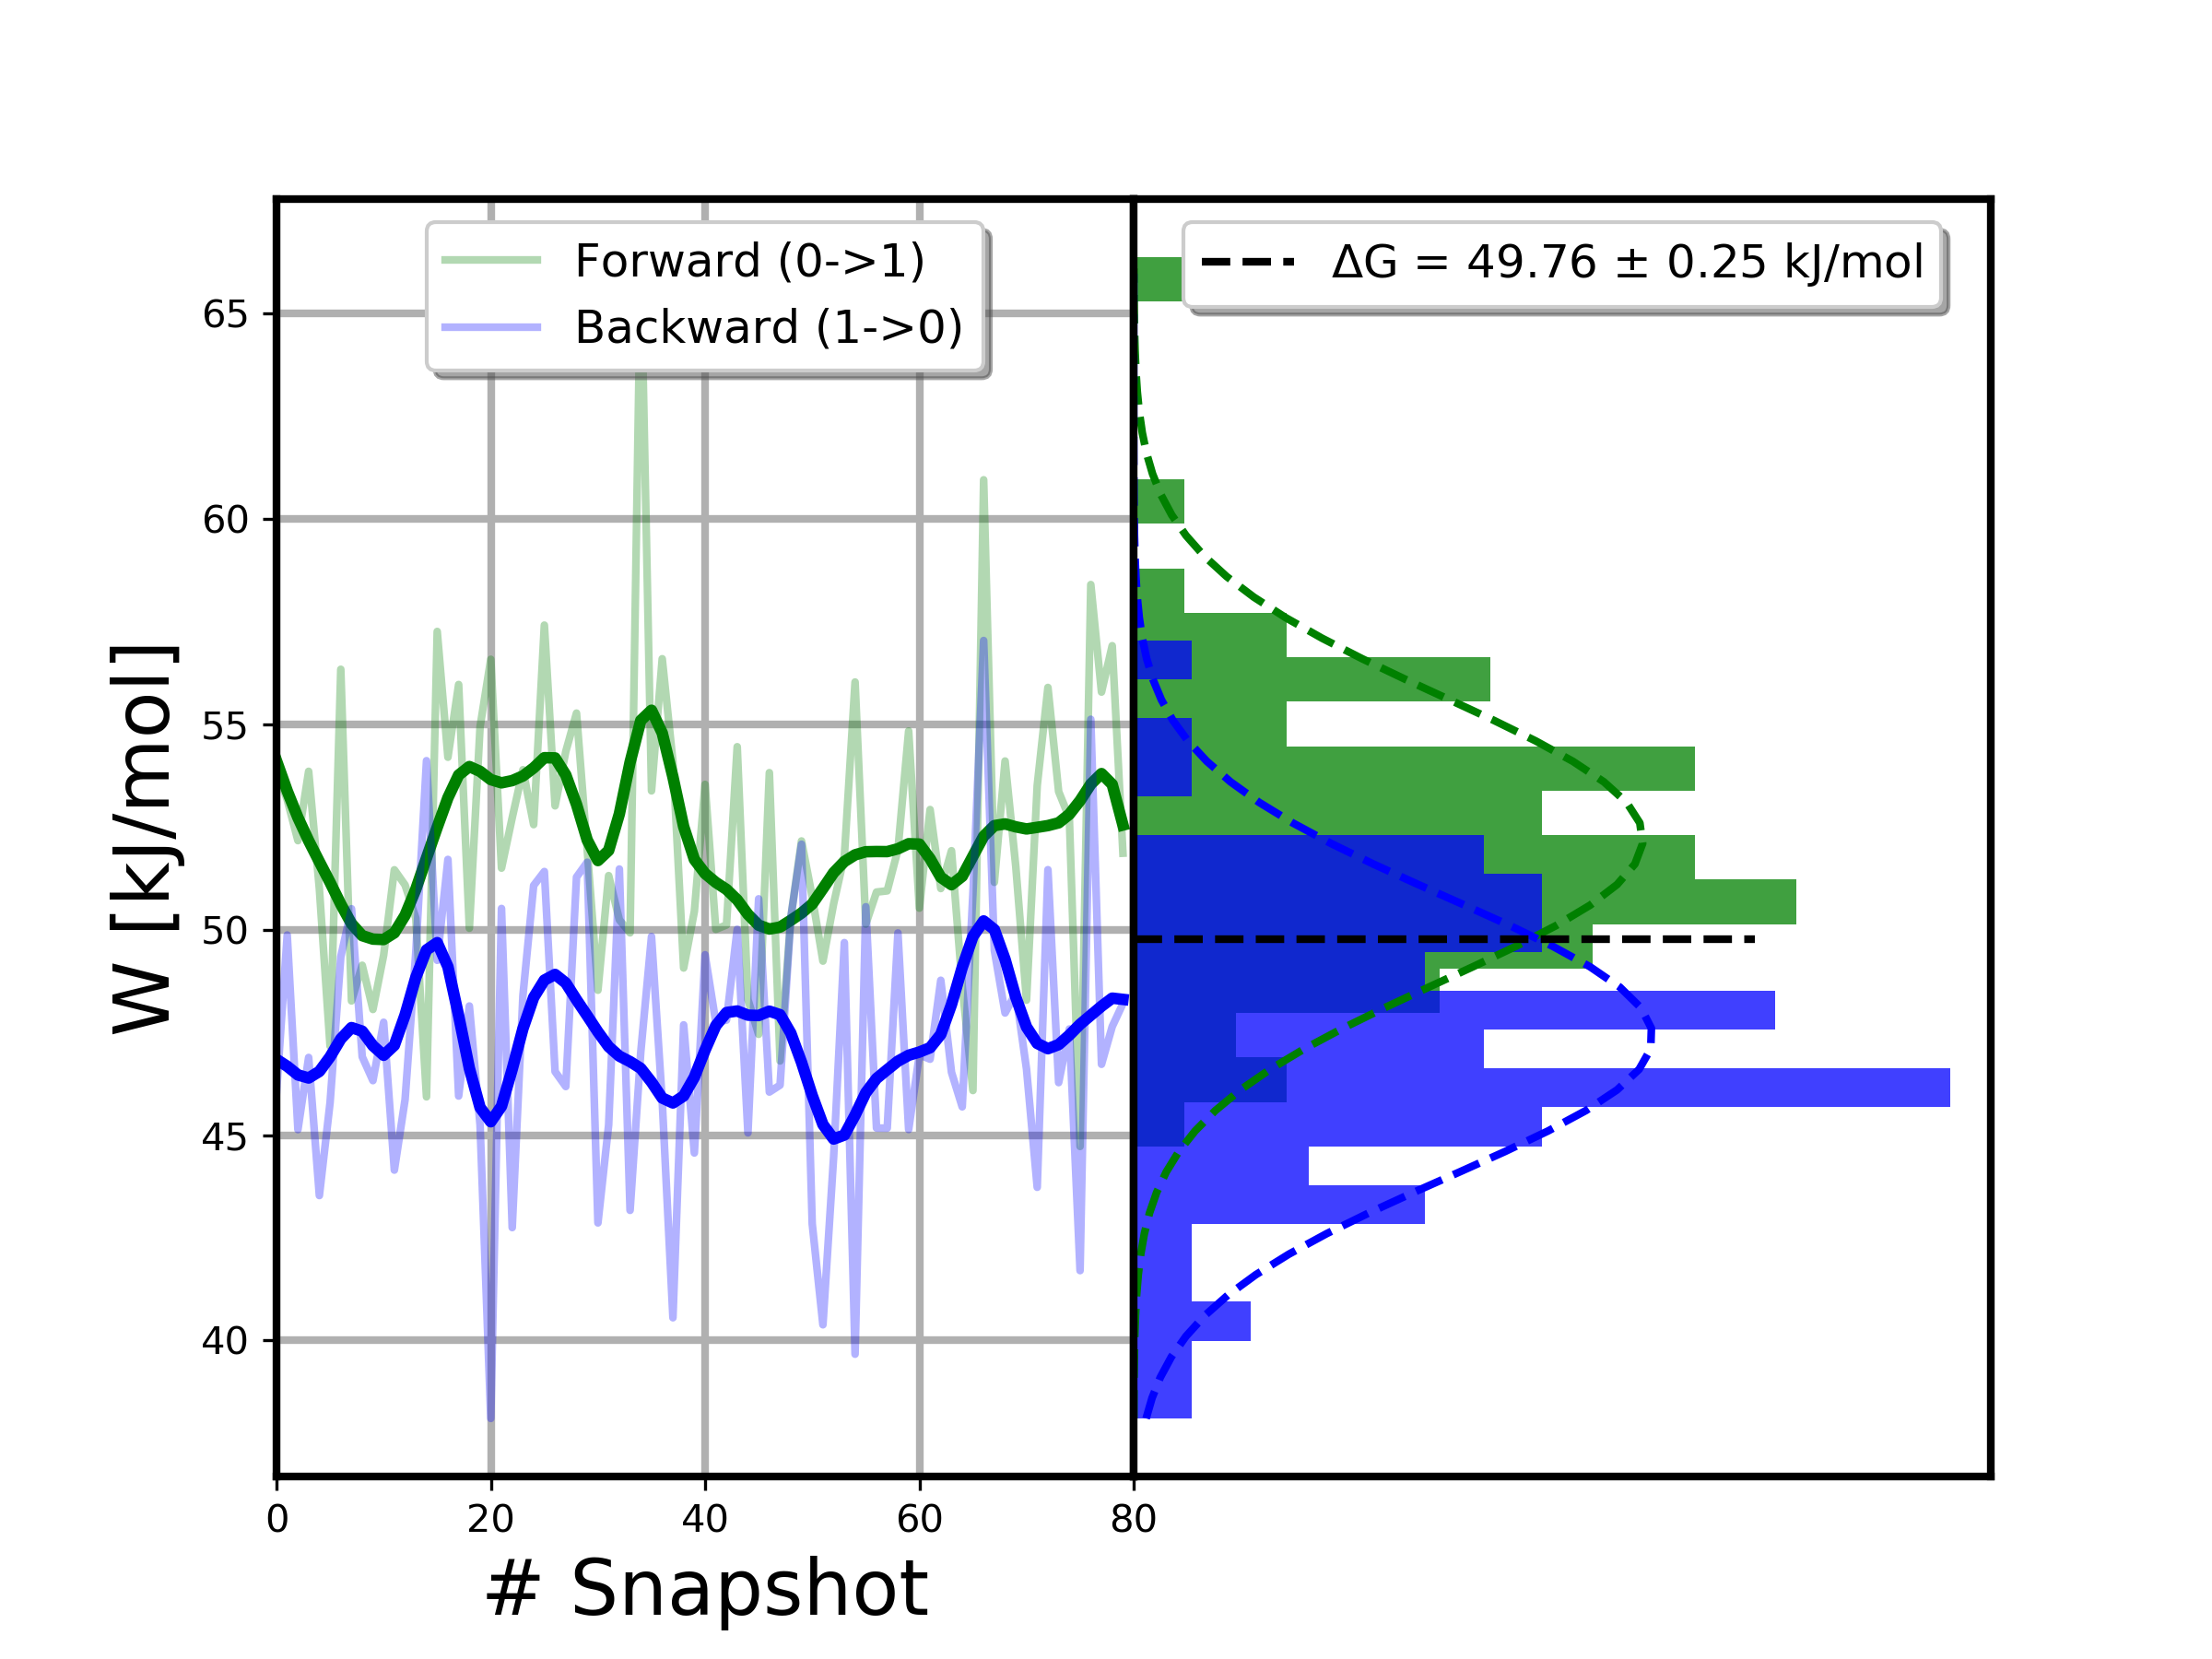 Forward (0->1)
Backward (1->0)
ΔG = 49.76 ± 0.25 kJ/mol
W [kJ/mol]
65
60
55
50
45
40
0 20 40 60 80
# Snapshot